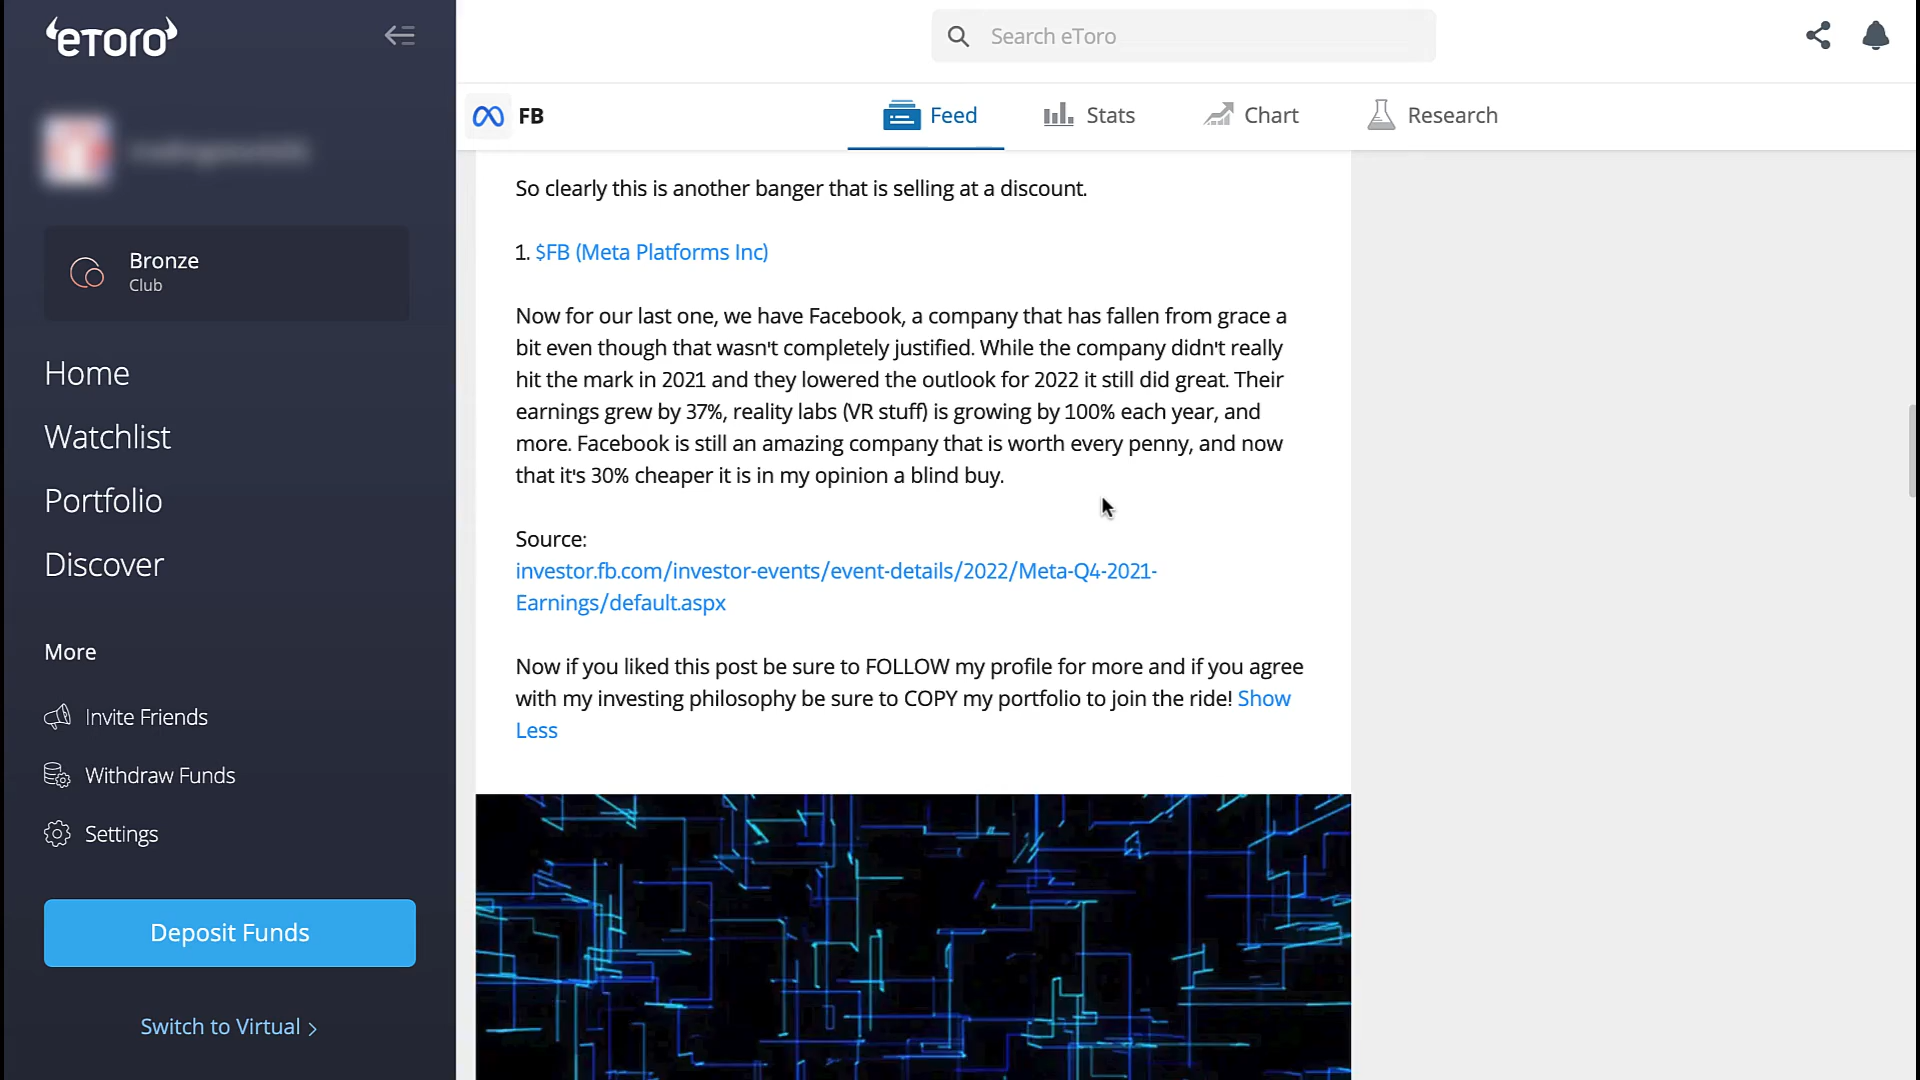 eToro
Search eToro
FB
Feed
Stats
Chart
Research
Bronze
Club
Home
Watchlist
Portfolio
Discover
More
Invite Friends
Withdraw Funds
Settings
Deposit Funds
Switch to Virtual >
So clearly this is another banger that is selling at a discount.
1. $FB (Meta Platforms Inc)
Now for our last one, we have Facebook, a company that has fallen from grace a
bit even though that wasn't completely justified. While the company didn't really
hit the mark in 2021 and they lowered the outlook for 2022 it still did great. Their
earnings grew by 37%, reality labs (VR stuff) is growing by 100% each year, and
more. Facebook is still an amazing company that is worth every penny, and now
that it's 30% cheaper it is in my opinion a blind buy.
Source:
investor.fb.com/investor-events/event-details/2022/Meta-Q4-2021-
Earnings/default.aspx
Now if you liked this post be sure to FOLLOW my profile for more and if you agree
with my investing philosophy be sure to COPY my portfolio to join the ride! Show
Less